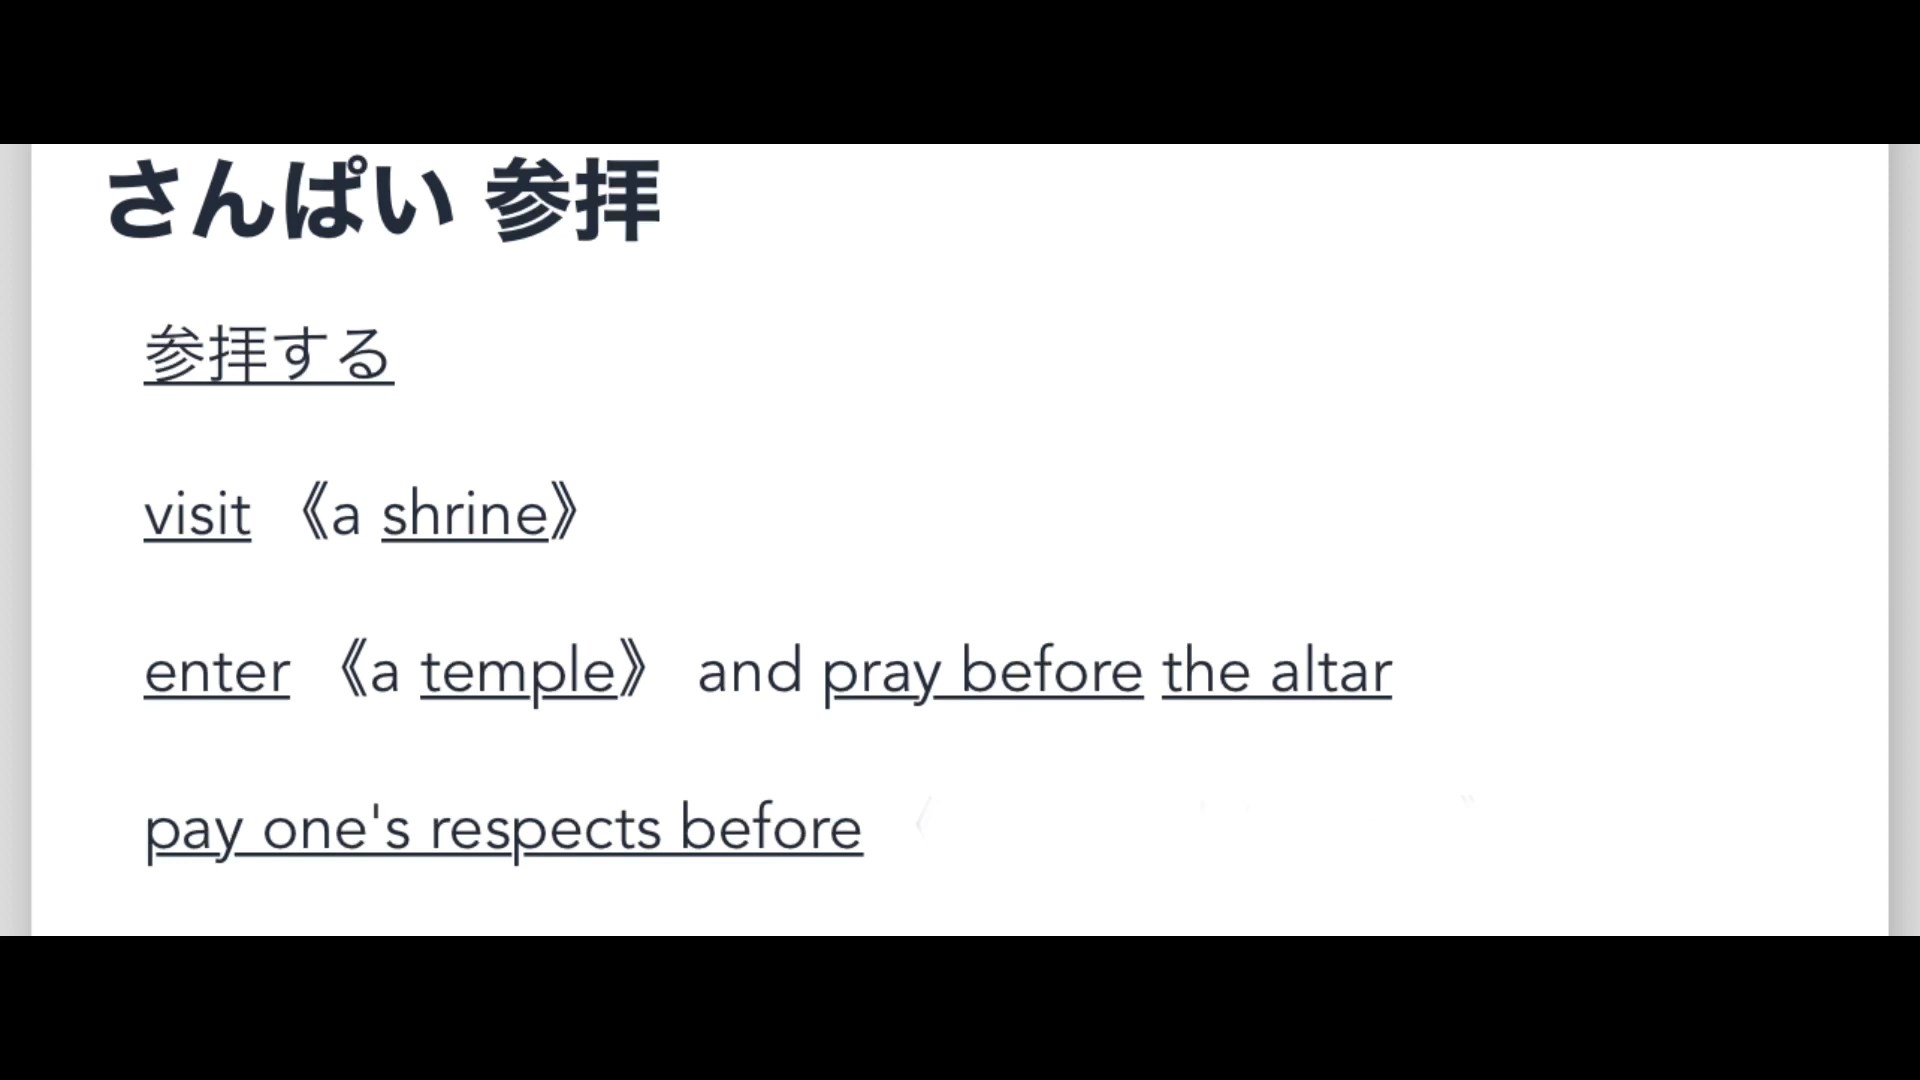 さんぱい 参拝
参拝する
visit 《a shrine》
enter 《a temple》 and pray before the altar
pay one's respects before